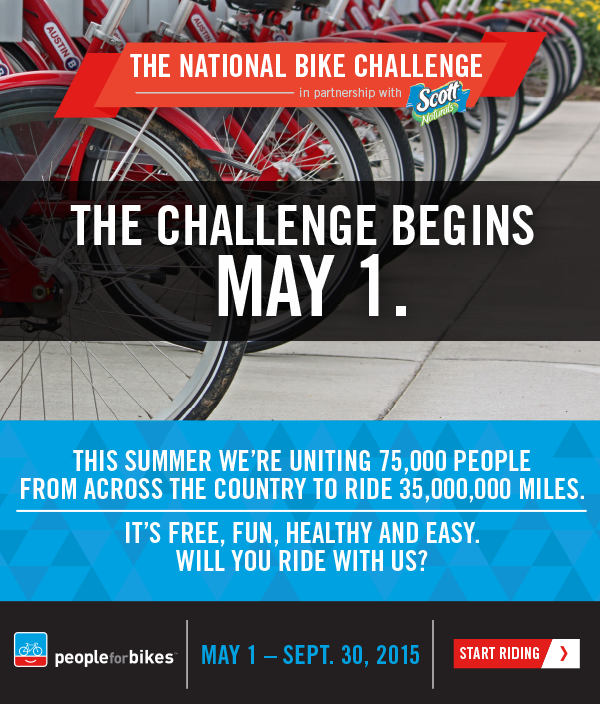 AUSTIN B
AUSTIN
THE NATIONAL BIKE CHALLENGE
in partnership with Scott Naturals
THE CHALLENGE BEGINS
MAY 1.
THIS SUMMER WE'RE UNITING 75,000 PEOPLE
FROM ACROSS THE COUNTRY TO RIDE 35,000,000 MILES.
IT'S FREE, FUN, HEALTHY AND EASY.
WILL YOU RIDE WITH US?
peopleforbikes™
MAY 1 – SEPT. 30, 2015
START RIDING